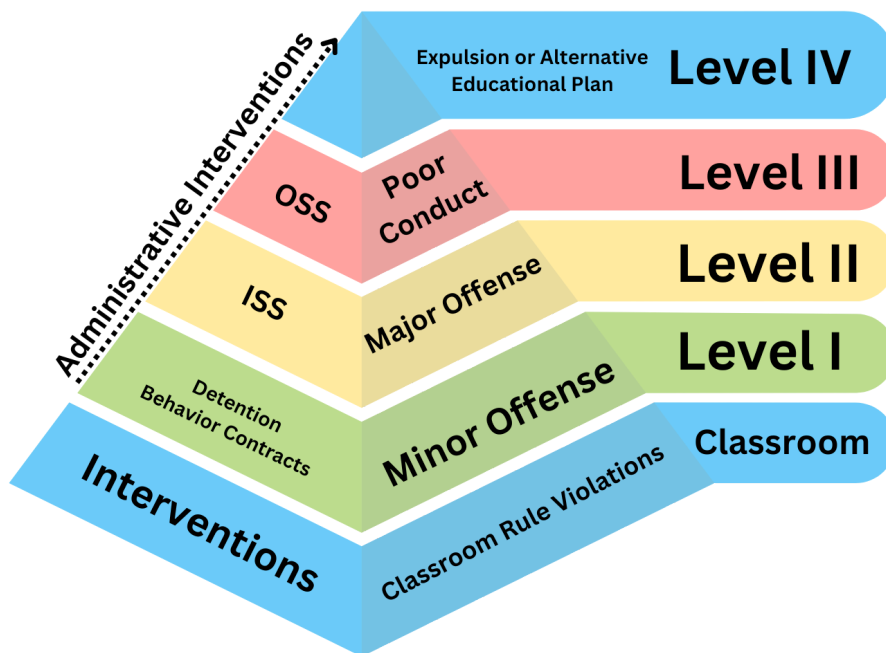 Administrative Interventions
Expulsion or Alternative
Educational Plan
Level IV
OSS
Poor
Conduct
Level III
ISS
Major Offense
Level II
Detention
Behavior Contracts
Minor Offense
Level I
Interventions
Classroom Rule Violations
Classroom